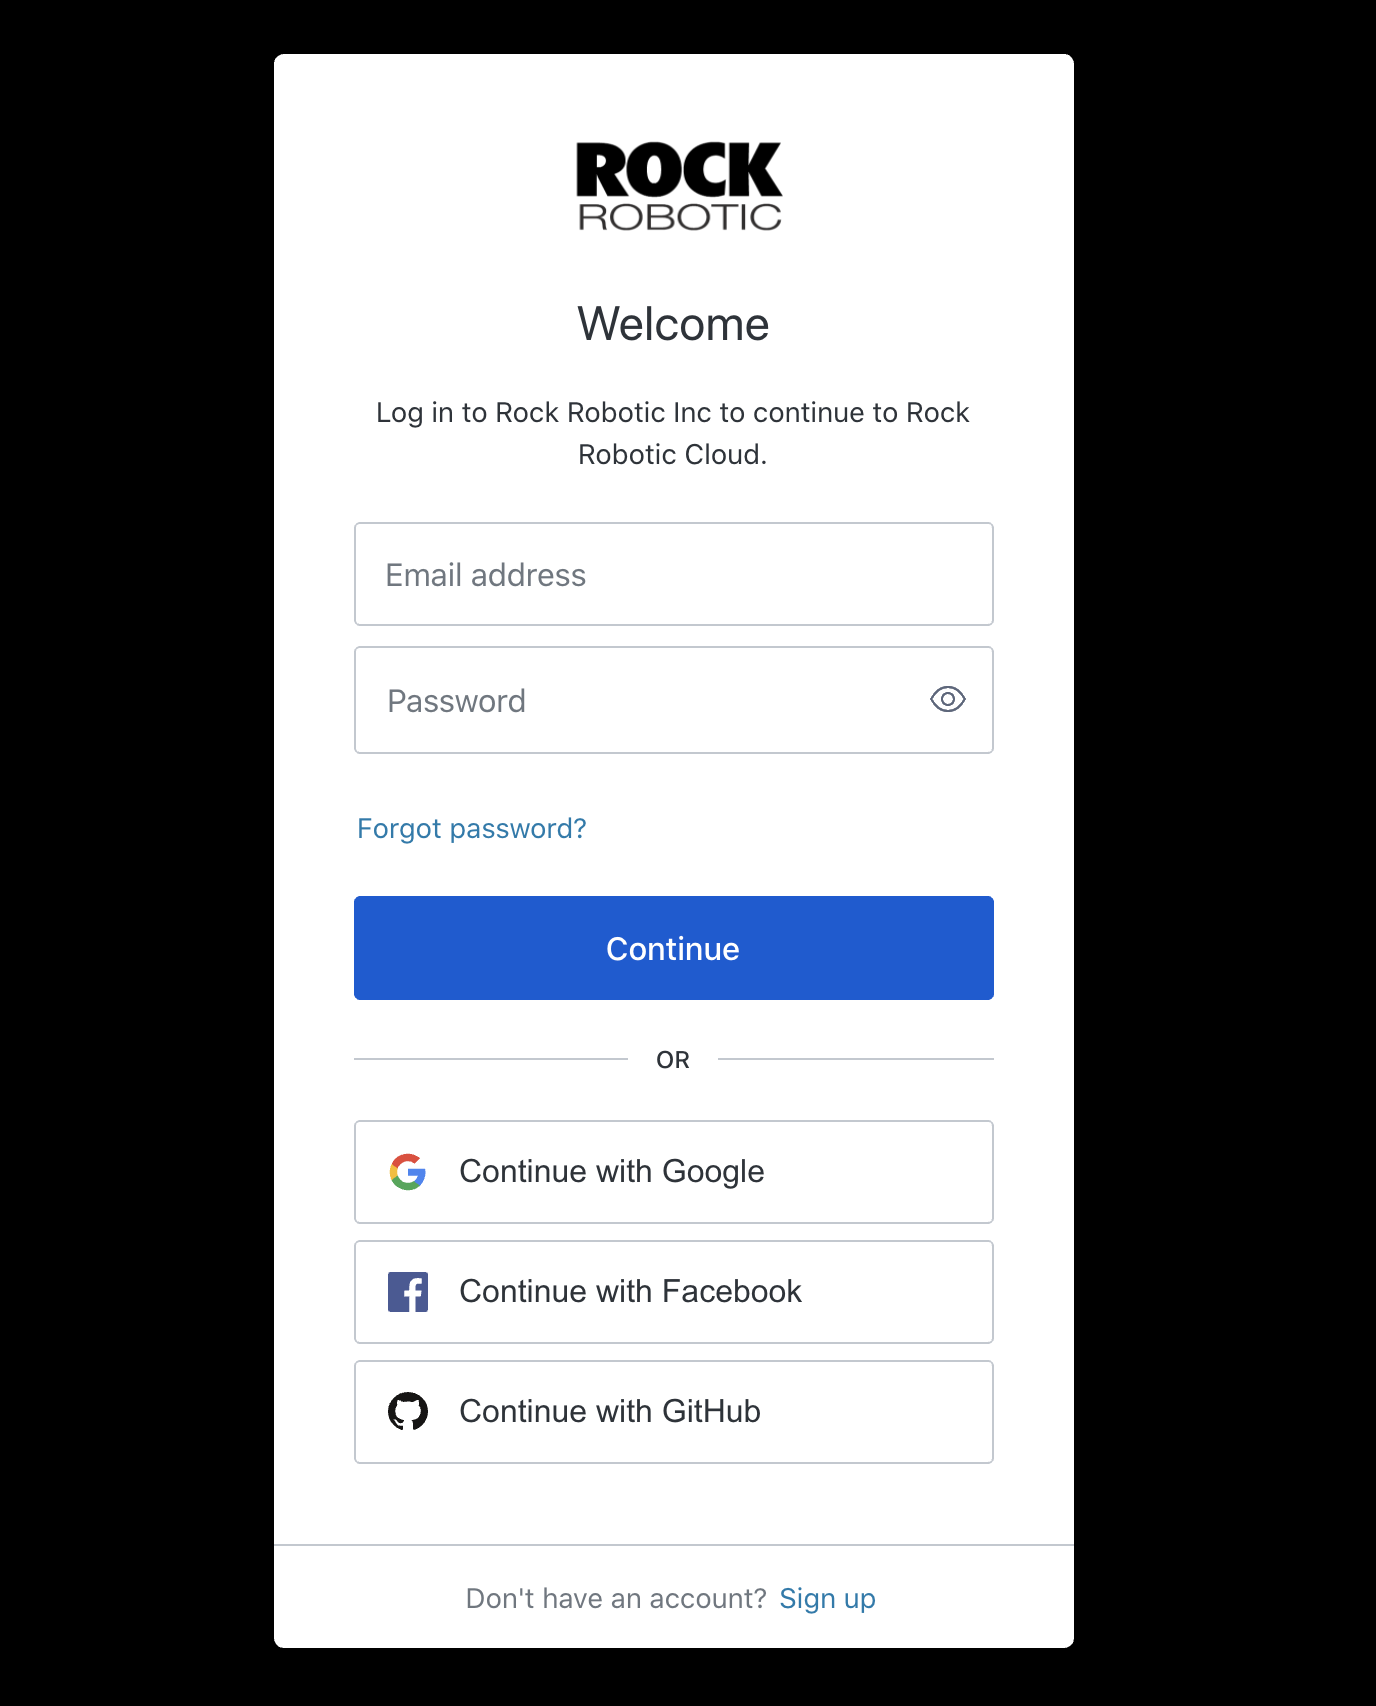 ROCK
ROBOTIC
Welcome
Log in to Rock Robotic Inc to continue to Rock
Robotic Cloud.
Email address
Password
Forgot password?
Continue
OR
Continue with Google
Continue with Facebook
Continue with GitHub
Don't have an account? Sign up